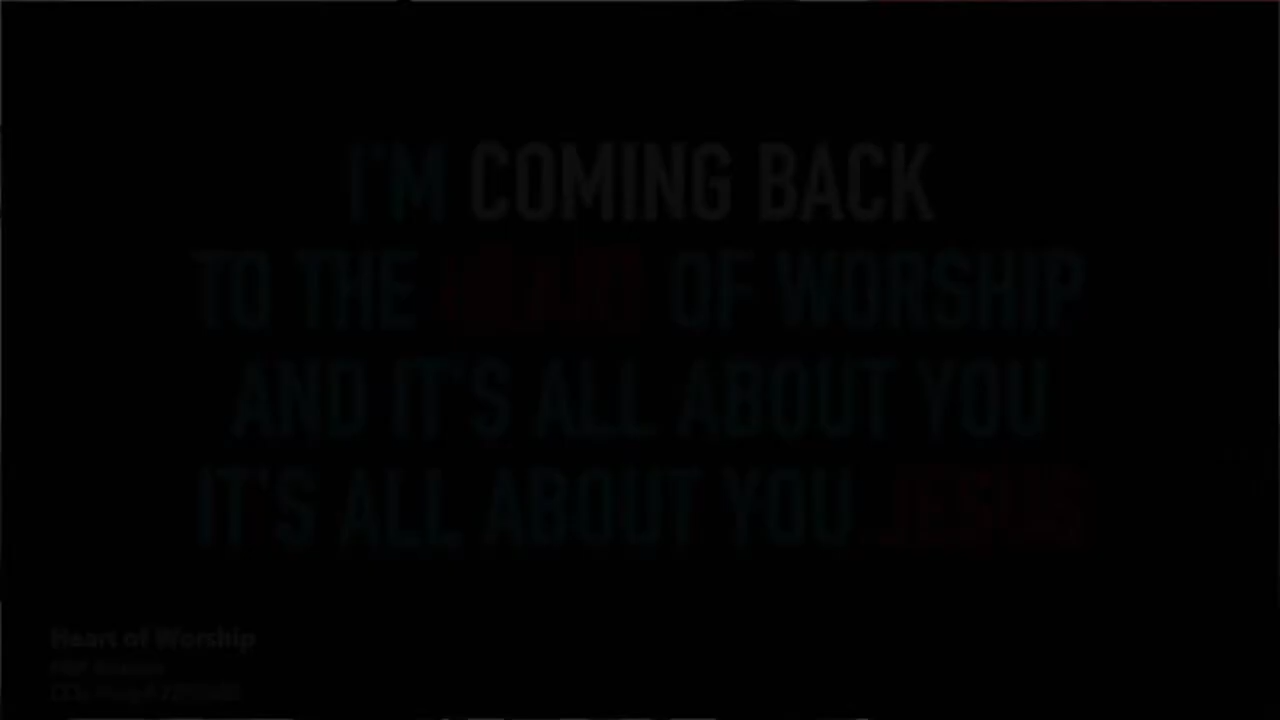 I'M COMING BACK
TO THE HEART OF WORSHIP
AND IT'S ALL ABOUT YOU
IT'S ALL ABOUT YOU JESUS
Heart of Worship